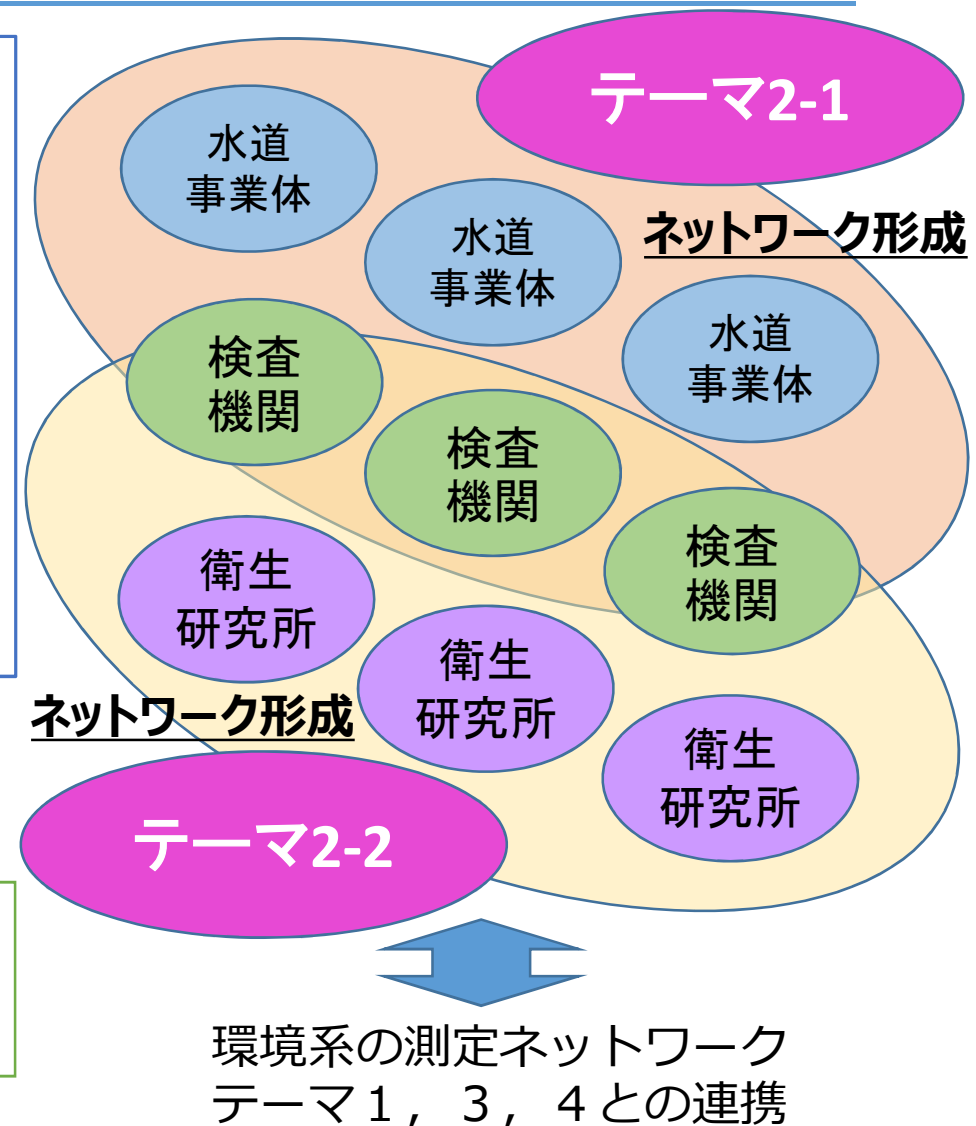 テーマ2-1
水道
事業体
水道
事業体
ネットワーク形成
水道
事業体
検査
機関
検査
機関
検査
機関
衛生
研究所
衛生
研究所
ネットワーク形成
衛生
研究所
テーマ2-2
環境系の測定ネットワーク
テーマ１，３，４との連携